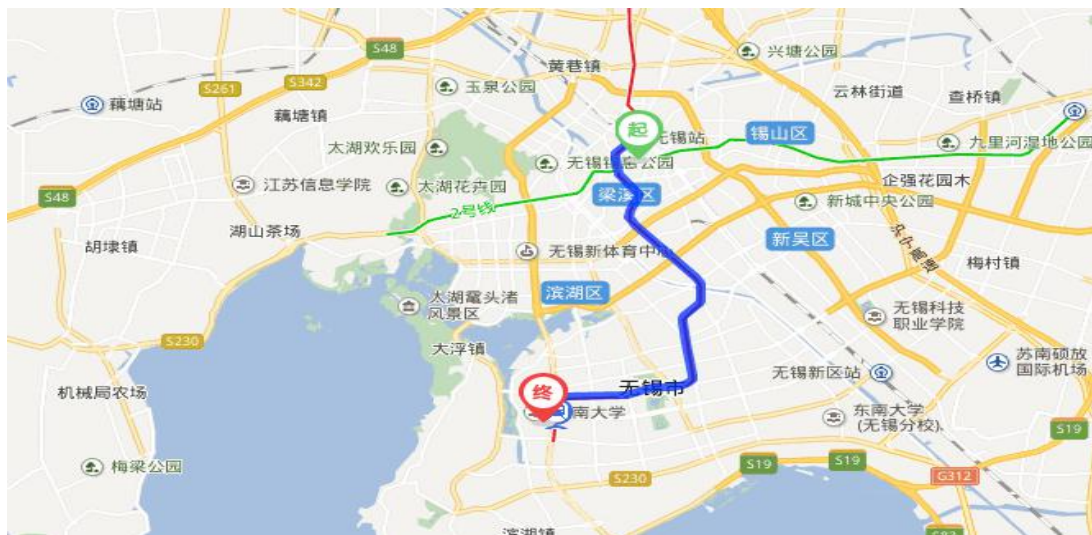 S48
兴塘公园
黄巷镇
S342
S261
玉泉公园
藕塘站
藕塘镇
云林街道
查桥镇
起
无锡站
锡山区
太湖欢乐园
九里河湿地公园
无锡锡惠公园
江苏信息学院
太湖花卉园
企强花园木
S48
梁溪区
新城中央公园
2号线
湖山茶场
胡埭镇
新吴区
沪宁高速
无锡新体育中心
梅村镇
滨湖区
太湖鼋头渚
风景区
无锡科技
职业学院
S230
大浮镇
苏南硕放
国际机场
无锡新区站
机械局农场
终
无锡市
南大学
东南大学
(无锡分校)
S19
梅梁公园
S19
S19
S230
G312
滨湖镇